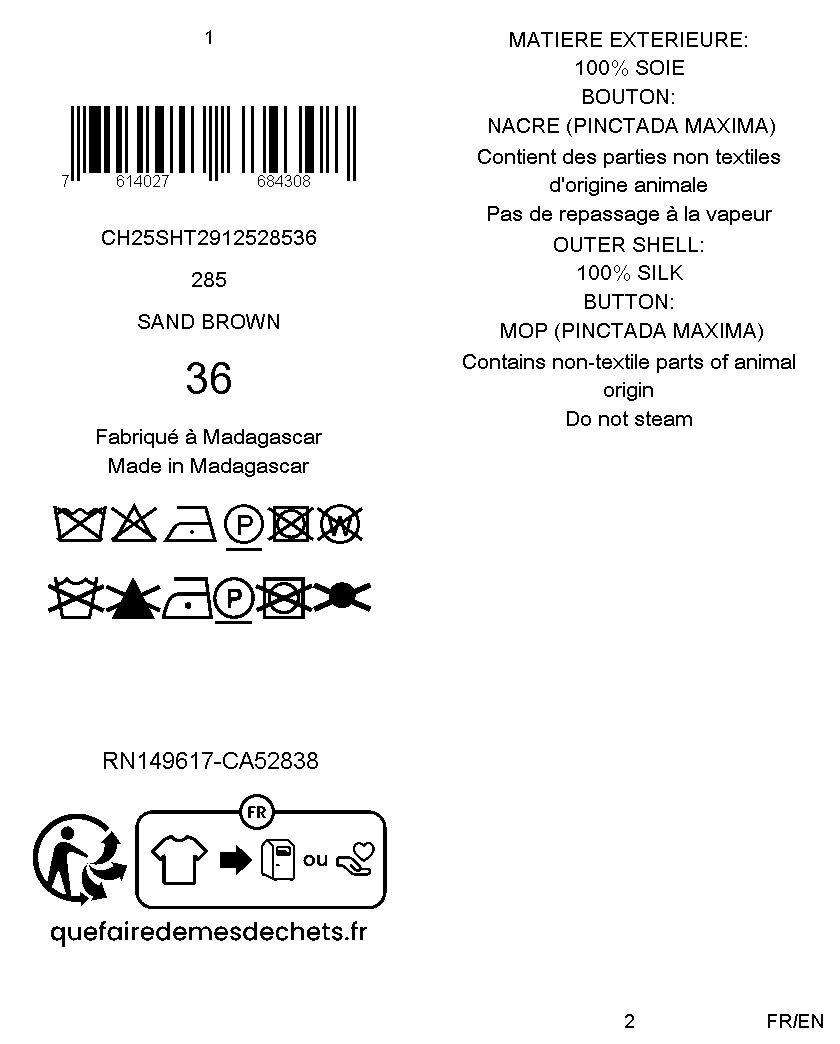 1
7 614027 684308
CH25SHT2912528536
285
SAND BROWN
36
Fabriqué à Madagascar
Made in Madagascar
P W
P
RN149617-CA52838
FR
ou
quefairedemesdechets.fr
MATIERE EXTERIEURE:
100% SOIE
BOUTON:
NACRE (PINCTADA MAXIMA)
Contient des parties non textiles
d'origine animale
Pas de repassage à la vapeur
OUTER SHELL:
100% SILK
BUTTON:
MOP (PINCTADA MAXIMA)
Contains non-textile parts of animal
origin
Do not steam
2
FR/EN